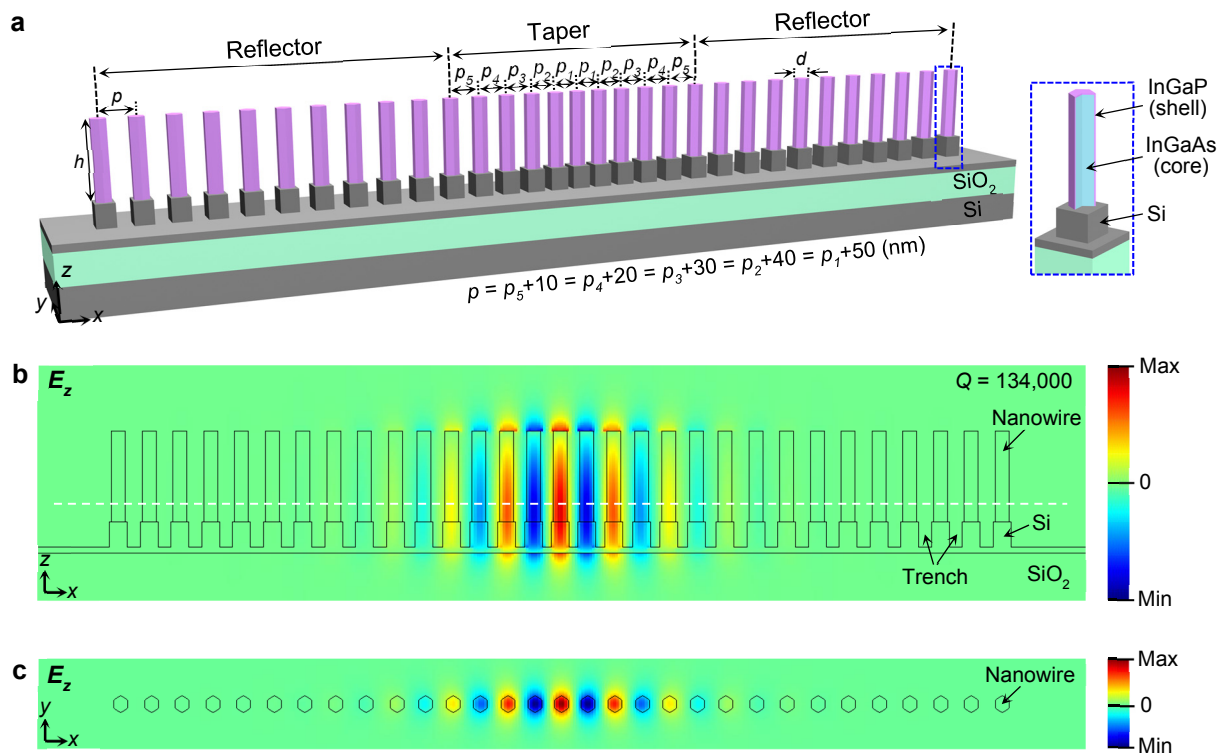 a
Reflector
Taper
Reflector
p
p5 p4 p3 p2 p1 p1 p2 p3 p4 p5
d
h
InGaP
(shell)
InGaAs
(core)
Si
SiO2
Si
p = p5+10 = p4+20 = p3+30 = p2+40 = p1+50 (nm)
z
y
x
b
Ez
Q = 134,000
Max
Nanowire
0
Si
Trench
SiO2
z
x
Min
c
Ez
Max
Nanowire
0
y
x
Min